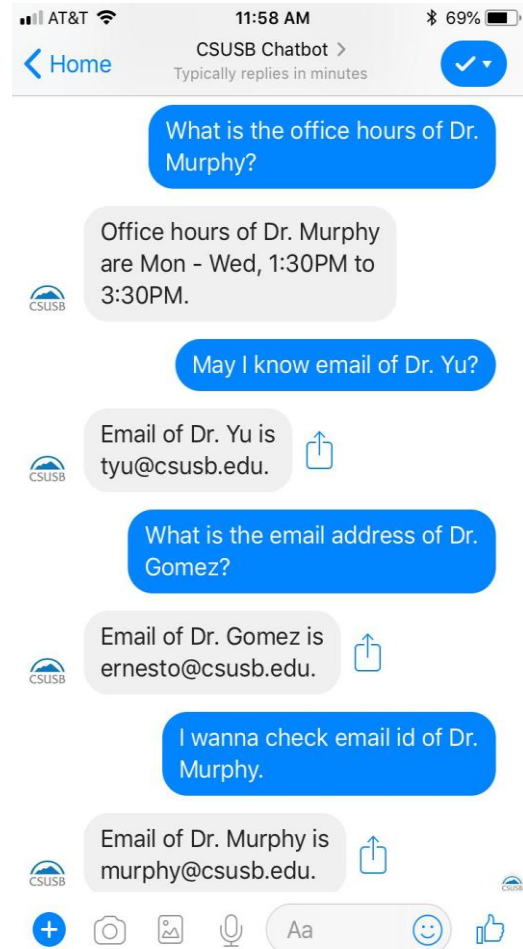 AT&T 11:58 AM 69%
Home
CSUSB Chatbot >
Typically replies in minutes
What is the office hours of Dr.
Murphy?
Office hours of Dr. Murphy
are Mon - Wed, 1:30PM to
3:30PM.
CSUSB
May I know email of Dr. Yu?
Email of Dr. Yu is
tyu@csusb.edu.
CSUSB
What is the email address of Dr.
Gomez?
Email of Dr. Gomez is
ernesto@csusb.edu.
CSUSB
I wanna check email id of Dr.
Murphy.
Email of Dr. Murphy is
murphy@csusb.edu.
CSUSB
CSUSB
Aa